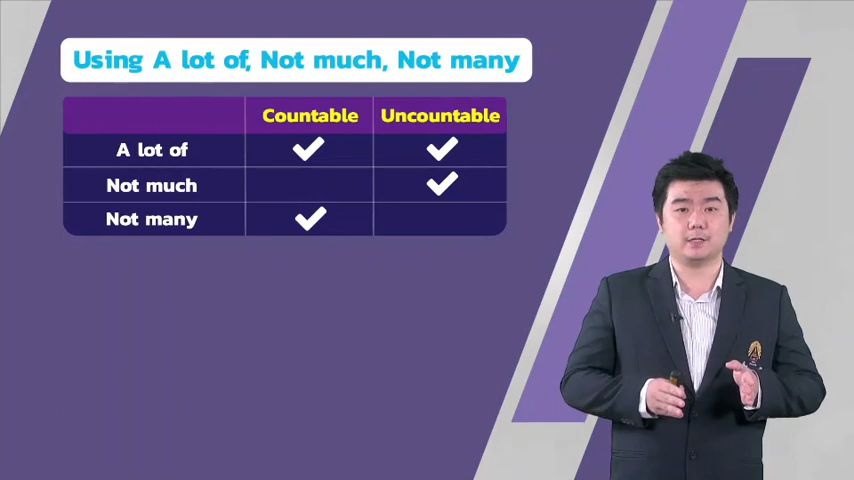 Using A lot of, Not much, Not many
Countable Uncountable
A lot of ✓ ✓
Not much ✓
Not many ✓